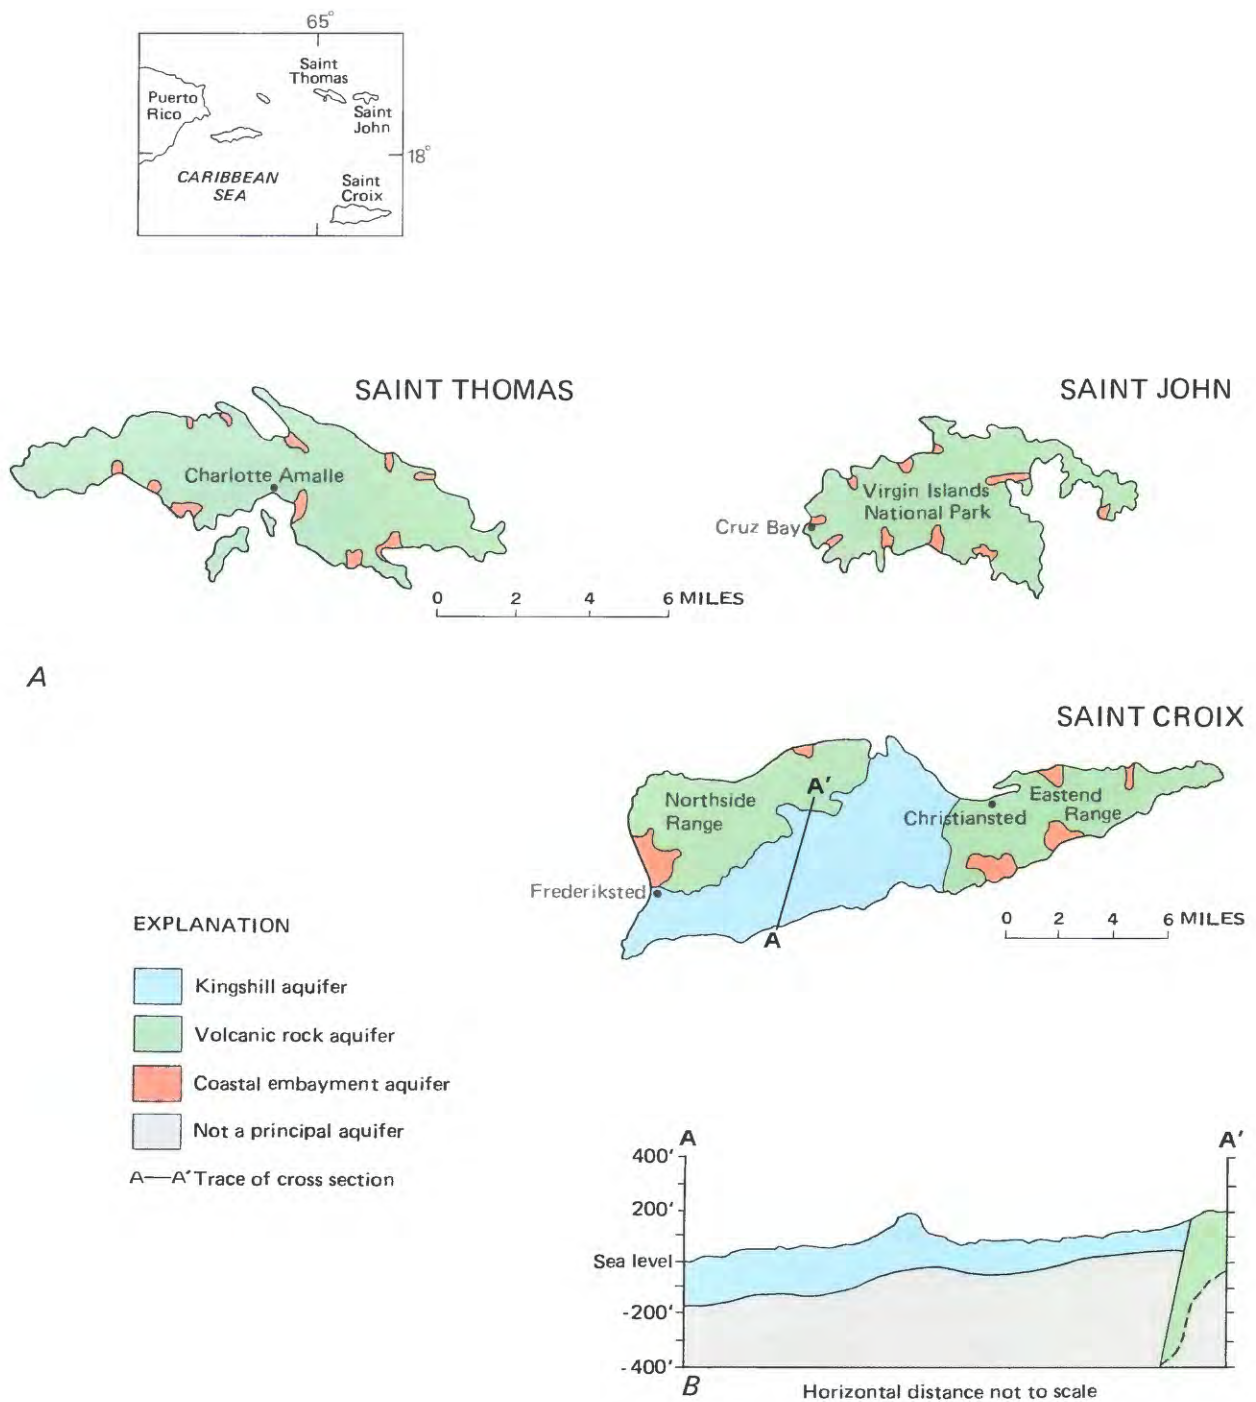 65°
Saint
Thomas
Puerto
Rico
Saint
John
18°
CARIBBEAN
SEA
Saint
Croix
SAINT THOMAS
SAINT JOHN
Charlotte Amalle
Virgin Islands
National Park
Cruz Bay
0 2 4 6 MILES
A
SAINT CROIX
Northside
Range
A'
Eastend
Range
Christiansted
Frederiksted
A
0 2 4 6 MILES
EXPLANATION
Kingshill aquifer
Volcanic rock aquifer
Coastal embayment aquifer
Not a principal aquifer
A—A' Trace of cross section
A A'
400'
200'
Sea level
-200'
-400'
B
Horizontal distance not to scale